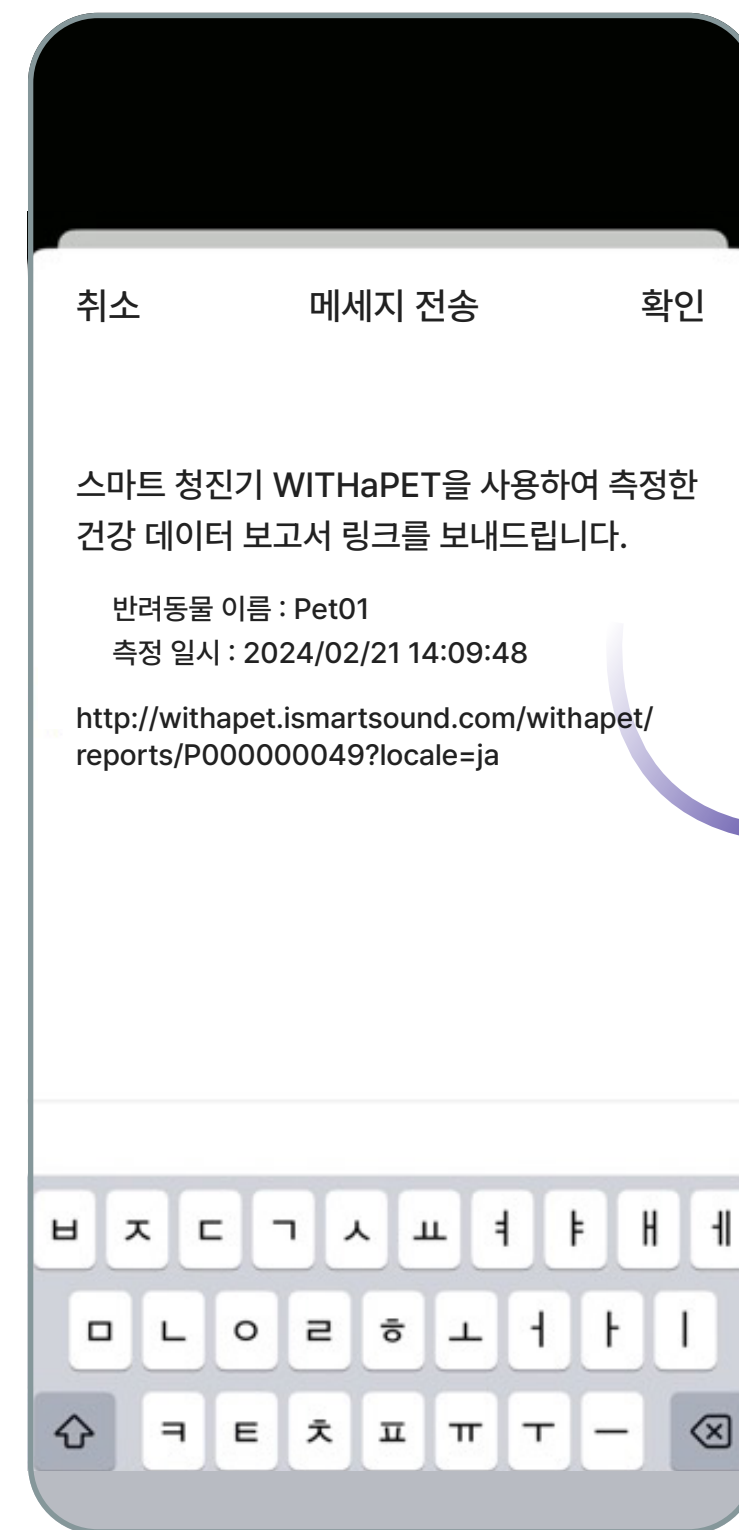 취소 메세지 전송 확인
스마트 청진기 WITHaPET을 사용하여 측정한
건강 데이터 보고서 링크를 보내드립니다.
반려동물 이름 : Pet01
측정 일시 : 2024/02/21 14:09:48
http://withapet.ismartsound.com/withapet/
reports/P000000049?locale=ja
ㅂ ㅈ ㄷ ㄱ ㅅ ㅛ ㅕ ㅑ ㅐ ㅔ
ㅁ ㄴ ㅇ ㄹ ㅎ ㅗ ㅓ ㅏ ㅣ
ㅋ ㅌ ㅊ ㅍ ㅠ ㅜ ㅡ